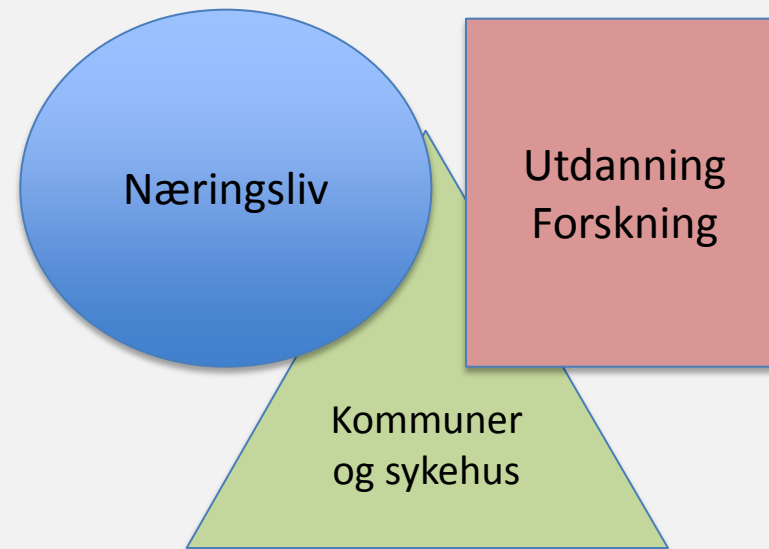 Næringsliv
Utdanning
Forskning
Kommuner
og sykehus